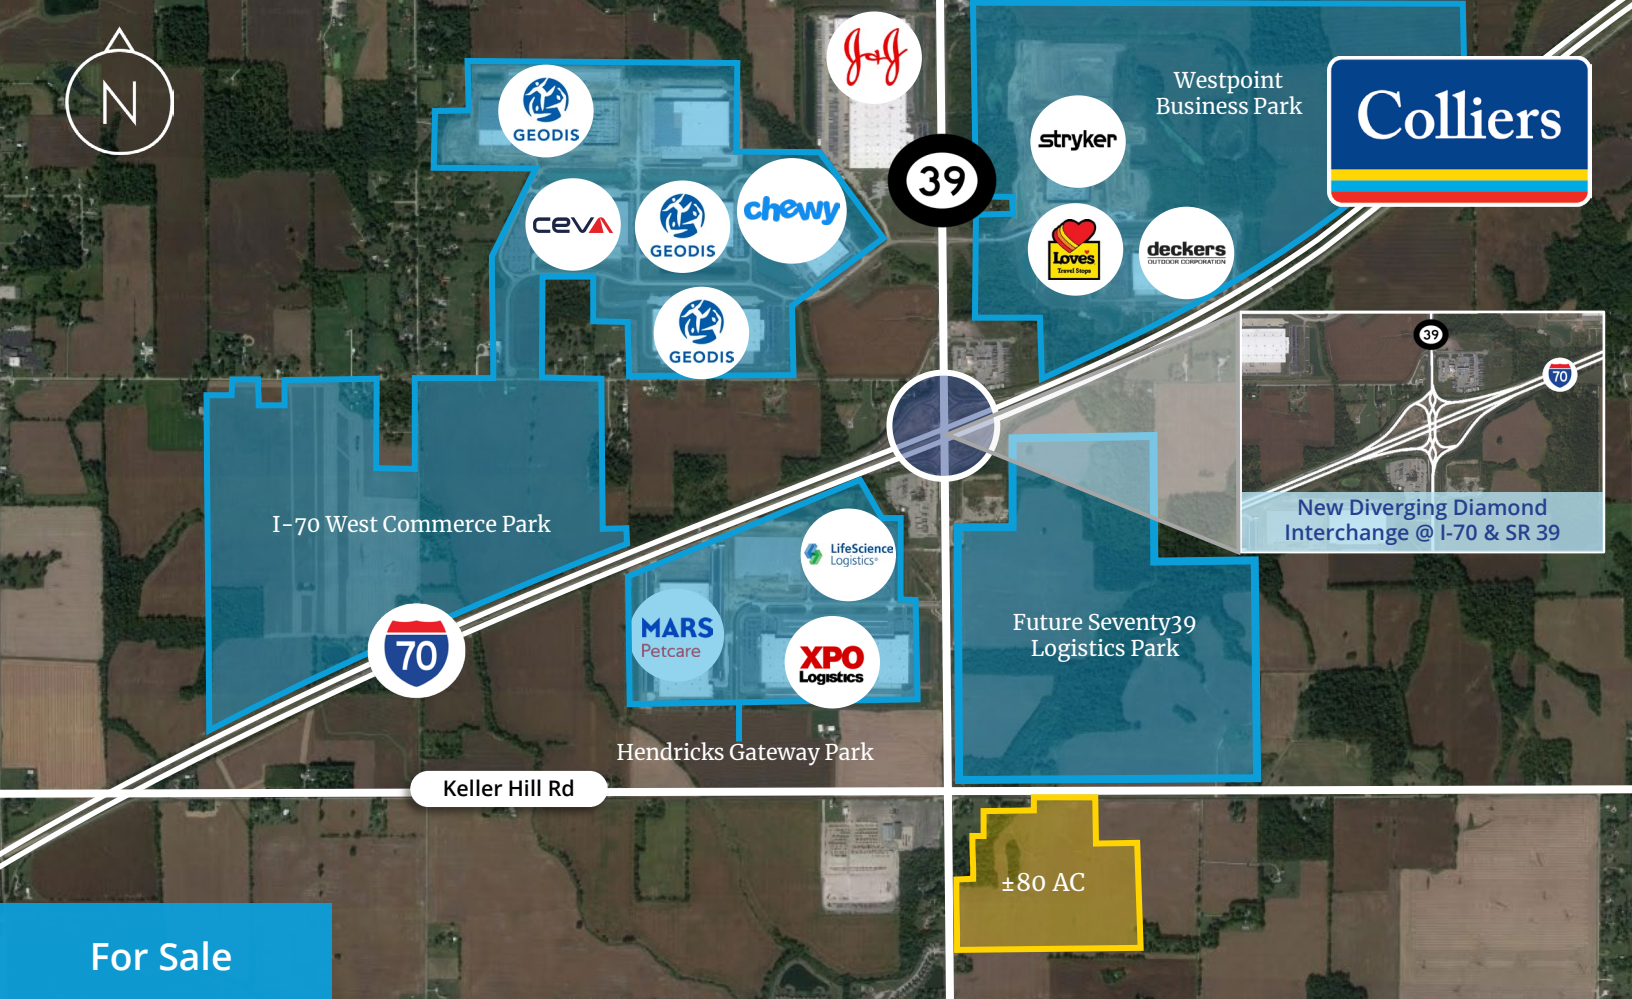 N
GEODIS
J&J
39
Westpoint
Business Park
Colliers
stryker
CEVA
GEODIS
chewy
Love's
Travel Stops
deckers
OUTDOOR CORPORATION
GEODIS
39
70
New Diverging Diamond
Interchange @ I-70 & SR 39
I-70 West Commerce Park
LifeScience
Logistics®
MARS
Petcare
XPO
Logistics
70
Future Seventy39
Logistics Park
Hendricks Gateway Park
Keller Hill Rd
±80 AC
For Sale